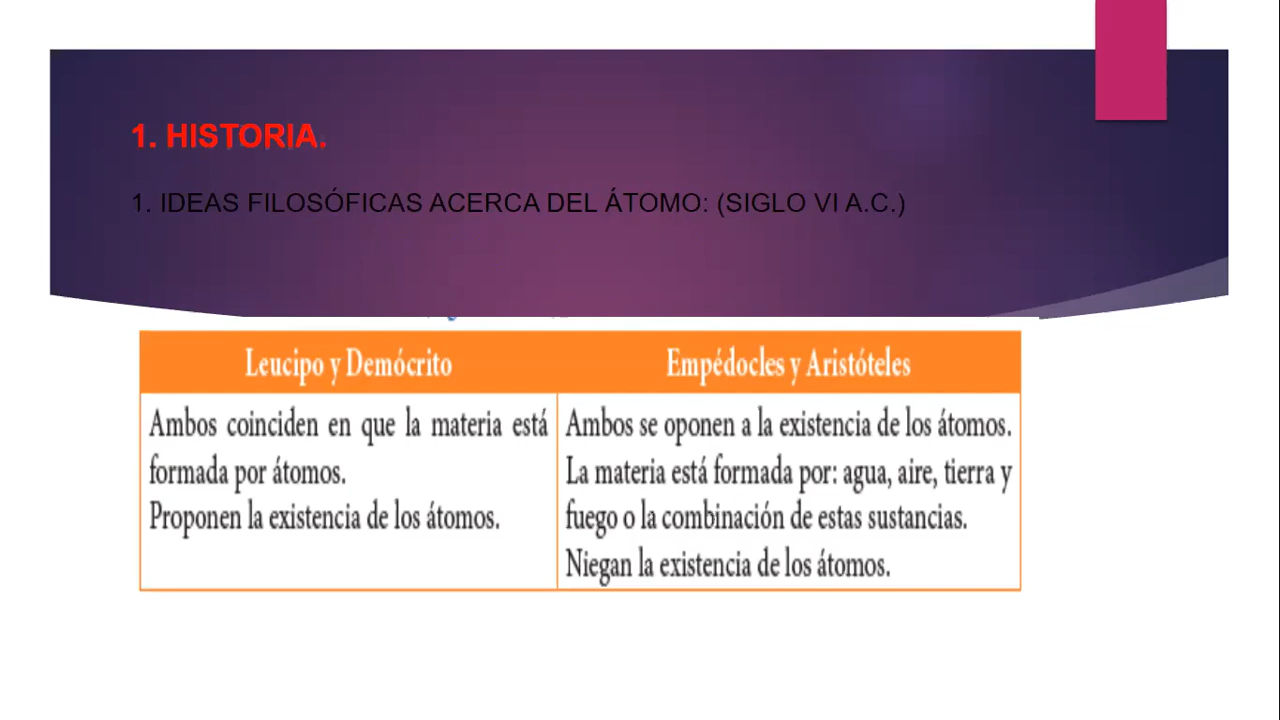 1. HISTORIA.
1. IDEAS FILOSÓFICAS ACERCA DEL ÁTOMO: (SIGLO VI A.C.)
Leucipo y Demócrito
Ambos coinciden en que la materia está
formada por átomos.
Proponen la existencia de los átomos.
Empédocles y Aristóteles
Ambos se oponen a la existencia de los átomos.
La materia está formada por: agua, aire, tierra y
fuego o la combinación de estas sustancias.
Niegan la existencia de los átomos.